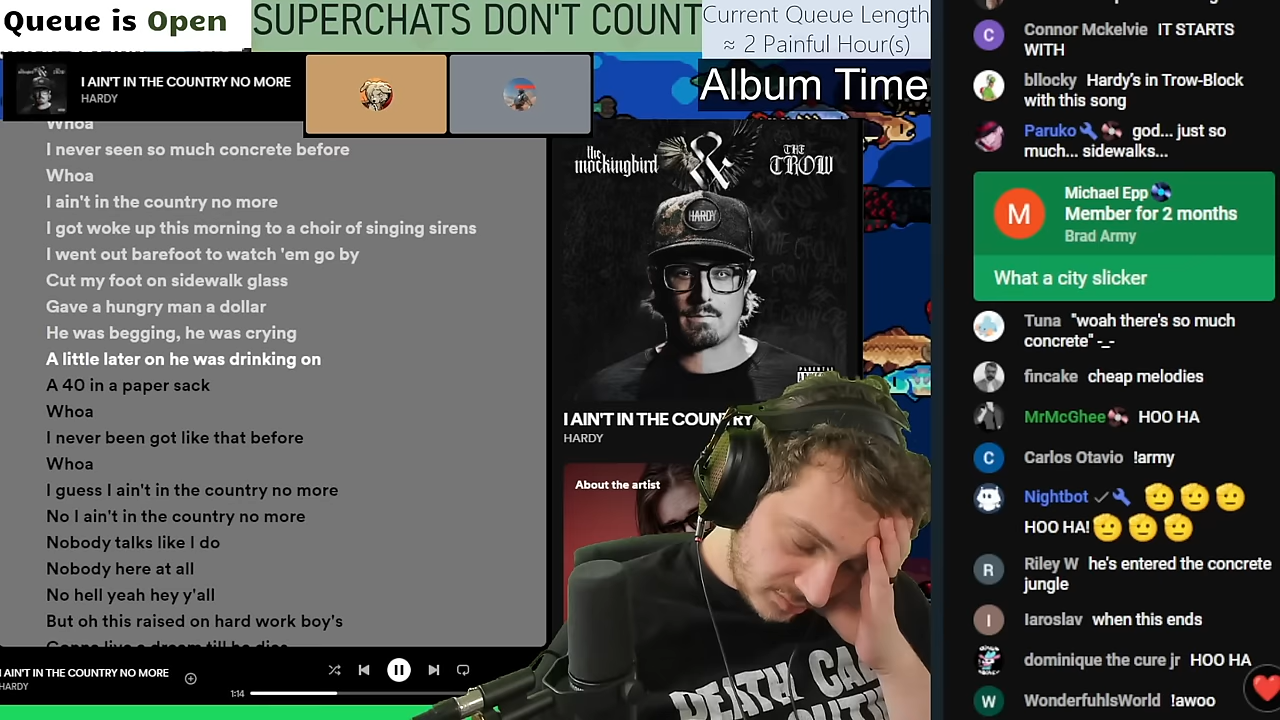 Queue is Open
SUPERCHATS DON'T COUNT
Current Queue Length
≈ 2 Painful Hour(s)
I AIN'T IN THE COUNTRY NO MORE
HARDY
Album Time
Whoa
I never seen so much concrete before
Whoa
I ain't in the country no more
I got woke up this morning to a choir of singing sirens
I went out barefoot to watch 'em go by
Cut my foot on sidewalk glass
Gave a hungry man a dollar
He was begging, he was crying
A little later on he was drinking on
A 40 in a paper sack
Whoa
I never been got like that before
Whoa
I guess I ain't in the country no more
No I ain't in the country no more
Nobody talks like I do
Nobody here at all
No hell yeah hey y'all
But oh this raised on hard work boy's
the mockingbird & THE CROW
HARDY
I AIN'T IN THE COUNTRY
HARDY
About the artist
I AIN'T IN THE COUNTRY NO MORE
HARDY
1:14
DEATH
Connor Mckelvie IT STARTS
WITH
bllocky Hardy's in Trow-Block
with this song
Paruko god... just so
much... sidewalks...
M
Michael Epp
Member for 2 months
Brad Army
What a city slicker
Tuna "woah there's so much
concrete" -_-
fincake cheap melodies
MrMcGhee HOO HA
Carlos Otavio !army
Nightbot
HOO HA!
Riley W he's entered the concrete
jungle
Iaroslav when this ends
dominique the cure jr HOO HA
WonderfuhlsWorld !awoo